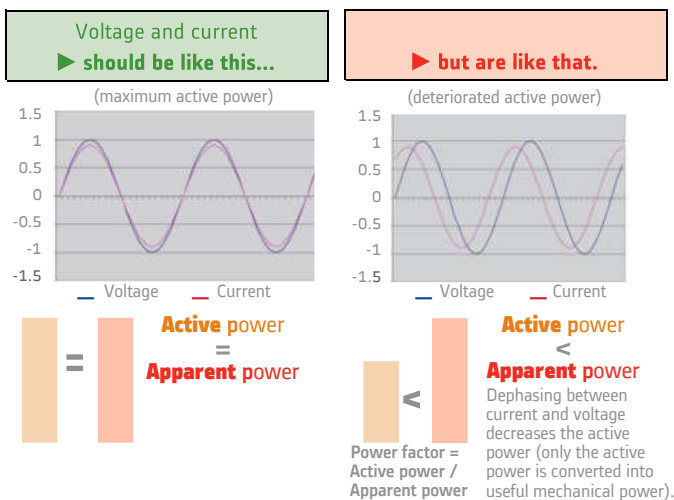 Voltage and current
▶ should be like this...
(maximum active power)
1.5
1
0.5
0
-0.5
-1
-1.5
Voltage
Current
=
Active power
=
Apparent power
▶ but are like that.
(deteriorated active power)
1.5
1
0.5
0
-0.5
-1
-1.5
Voltage
Current
<
Active power
<
Apparent power
Dephasing between
current and voltage
decreases the active
power (only the active
power is converted into
useful mechanical power).
Power factor =
Active power /
Apparent power